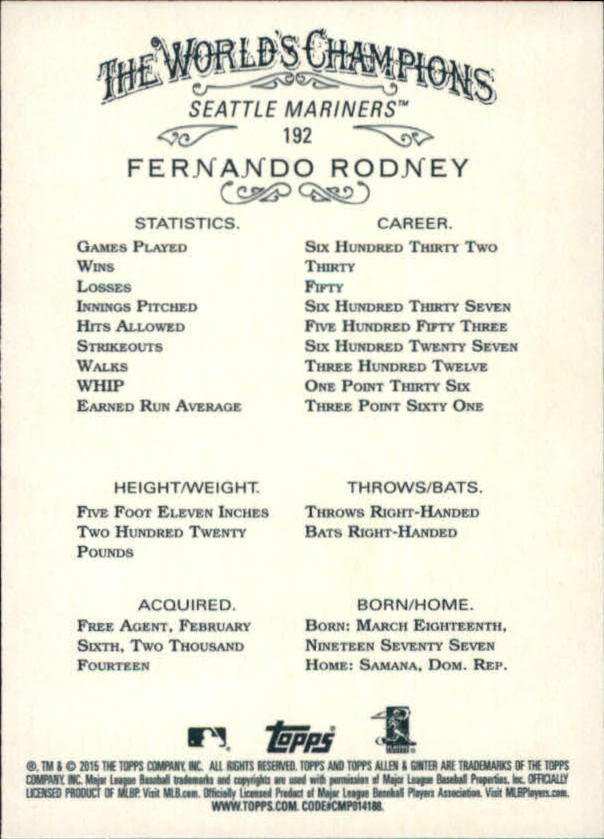 THE WORLD'S CHAMPIONS
SEATTLE MARINERS™
192
FERNANDO RODNEY
STATISTICS. CAREER.
GAMES PLAYED SIX HUNDRED THIRTY TWO
WINS THIRTY
LOSSES FIFTY
INNINGS PITCHED SIX HUNDRED THIRTY SEVEN
HITS ALLOWED FIVE HUNDRED FIFTY THREE
STRIKEOUTS SIX HUNDRED TWENTY SEVEN
WALKS THREE HUNDRED TWELVE
WHIP ONE POINT THIRTY SIX
EARNED RUN AVERAGE THREE POINT SIXTY ONE
HEIGHT/WEIGHT.
FIVE FOOT ELEVEN INCHES
TWO HUNDRED TWENTY
POUNDS
THROWS/BATS.
THROWS RIGHT-HANDED
BATS RIGHT-HANDED
ACQUIRED.
FREE AGENT, FEBRUARY
SIXTH, TWO THOUSAND
FOURTEEN
BORN/HOME.
BORN: MARCH EIGHTEENTH,
NINETEEN SEVENTY SEVEN
HOME: SAMANA, DOM. REP.
Topps
®, TM & © 2015 THE TOPPS COMPANY, INC. ALL RIGHTS RESERVED. TOPPS AND TOPPS ALLEN & GINTER ARE TRADEMARKS OF THE TOPPS
COMPANY, INC. Major League Baseball trademarks and copyrights are used with permission of Major League Baseball Properties, Inc. OFFICIALLY
LICENSED PRODUCT OF MLBP. Visit MLB.com. Officially Licensed Product of Major League Baseball Players Association. Visit MLBPlayers.com.
WWW.TOPPS.COM. CODE#CMP014188.